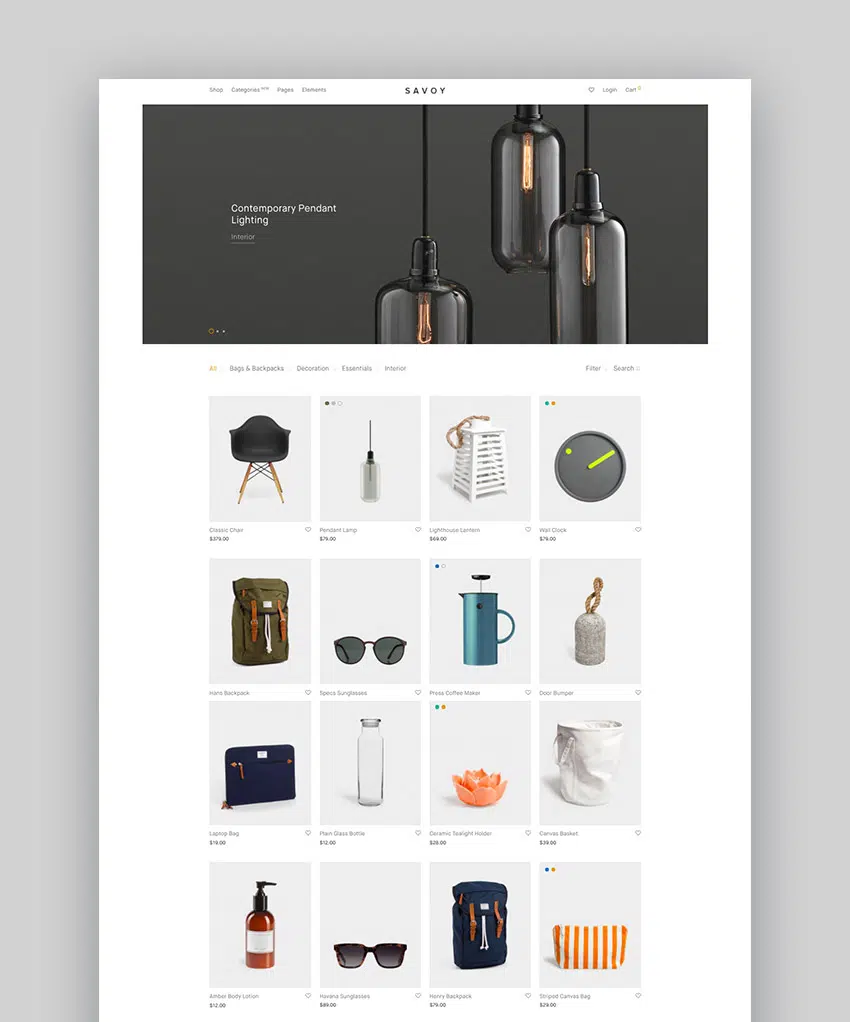 Shop Categories NEW Pages Elements
SAVOY
Login Cart 0
Contemporary Pendant
Lighting
Interior
All Bags & Backpacks Decoration Essentials Interior
Filter Search
Classic Chair Pendant Lamp Lighthouse Lantern Wall Clock
$379.00 $79.00 $69.00 $79.00
Hans Backpack Specs Sunglasses Press Coffee Maker Door Bumper
Laptop Bag Plain Glass Bottle Ceramic Tealight Holder Canvas Basket
$19.00 $12.00 $28.00 $39.00
Amber Body Lotion Havana Sunglasses Henry Backpack Striped Canvas Bag
$12.00 $89.00 $79.00 $29.00